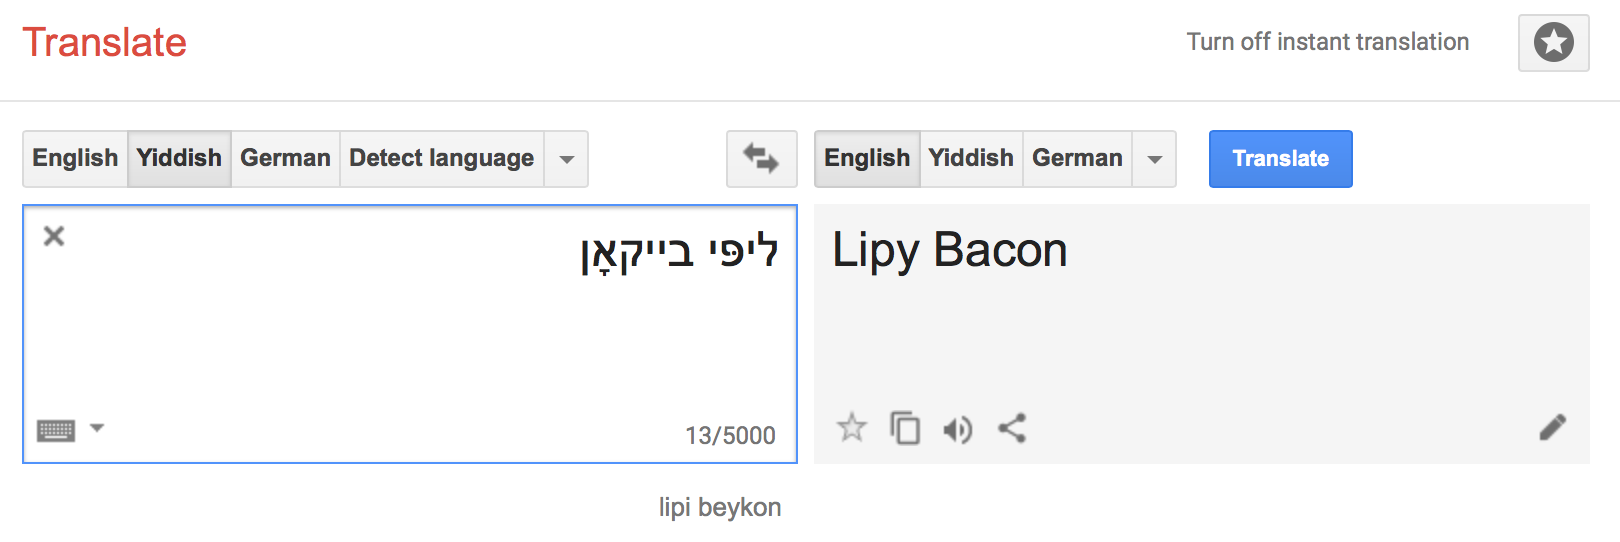 Translate
Turn off instant translation
English Yiddish German Detect language
English Yiddish German
Translate
ליפּי בייקאָן
13/5000
lipi beykon
Lipy Bacon